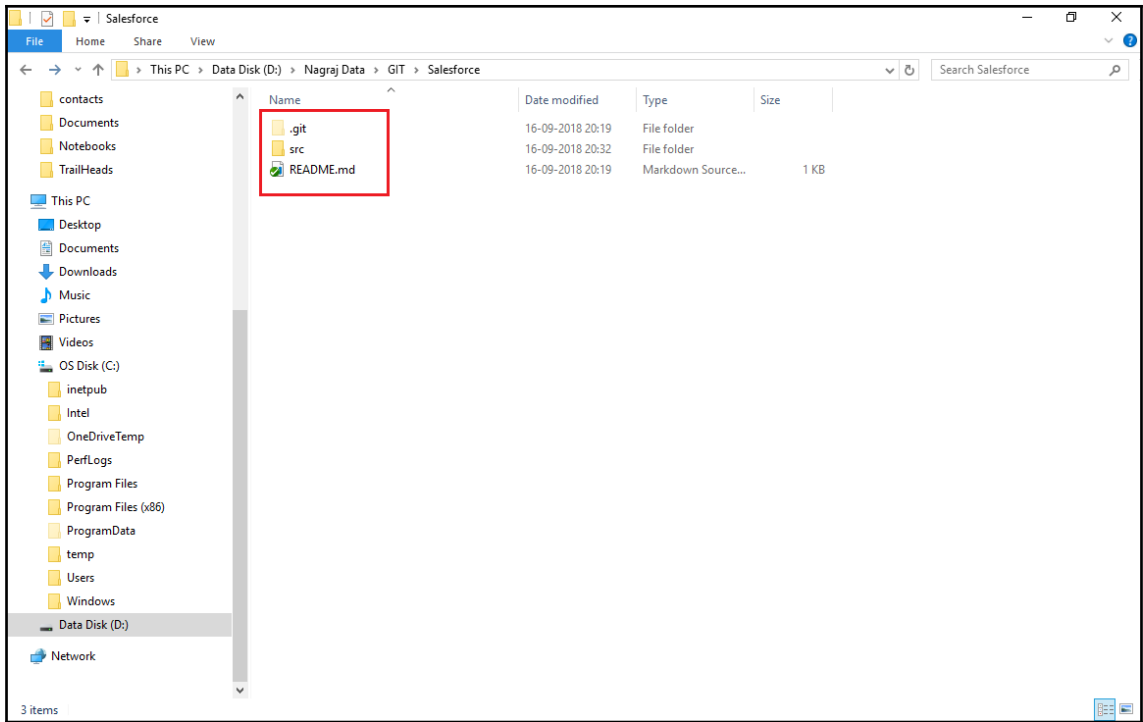 Salesforce
File Home Share View
This PC > Data Disk (D:) > Nagraj Data > GIT > Salesforce
Search Salesforce
contacts
Documents
Notebooks
TrailHeads
This PC
Desktop
Documents
Downloads
Music
Pictures
Videos
OS Disk (C:)
inetpub
Intel
OneDriveTemp
PerfLogs
Program Files
Program Files (x86)
ProgramData
temp
Users
Windows
Data Disk (D:)
Network
Name Date modified Type Size
.git 16-09-2018 20:19 File folder
src 16-09-2018 20:32 File folder
README.md 16-09-2018 20:19 Markdown Source... 1 KB
3 items